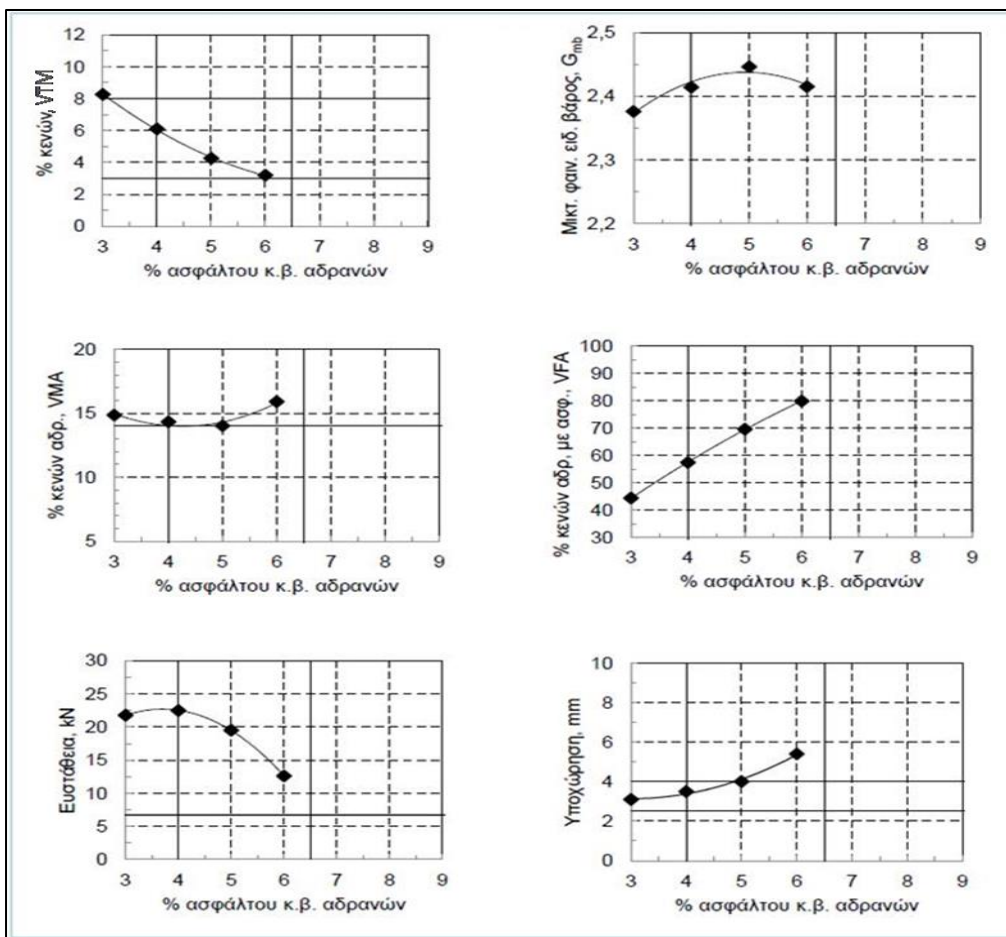 % κενών, VTM
12
10
8
6
4
2
0
3 4 5 6 7 8 9
% ασφάλτου κ.β. αδρανών
Μικτ. φαιν. ειδ. βάρος, Gmb
2,5
2,4
2,3
2,2
3 4 5 6 7 8 9
% ασφάλτου κ.β. αδρανών
% κενών αδρ., VMA
20
15
10
5
3 4 5 6 7 8 9
% ασφάλτου κ.β. αδρανών
% κενών αδρ, με ασφ., VFA
100
90
80
70
60
50
40
30
3 4 5 6 7 8 9
% ασφάλτου κ.β. αδρανών
Ευστάθεια, kN
30
25
20
15
10
5
0
3 4 5 6 7 8 9
% ασφάλτου κ.β. αδρανών
Υποχώρηση, mm
10
8
6
4
2
0
3 4 5 6 7 8 9
% ασφάλτου κ.β. αδρανών